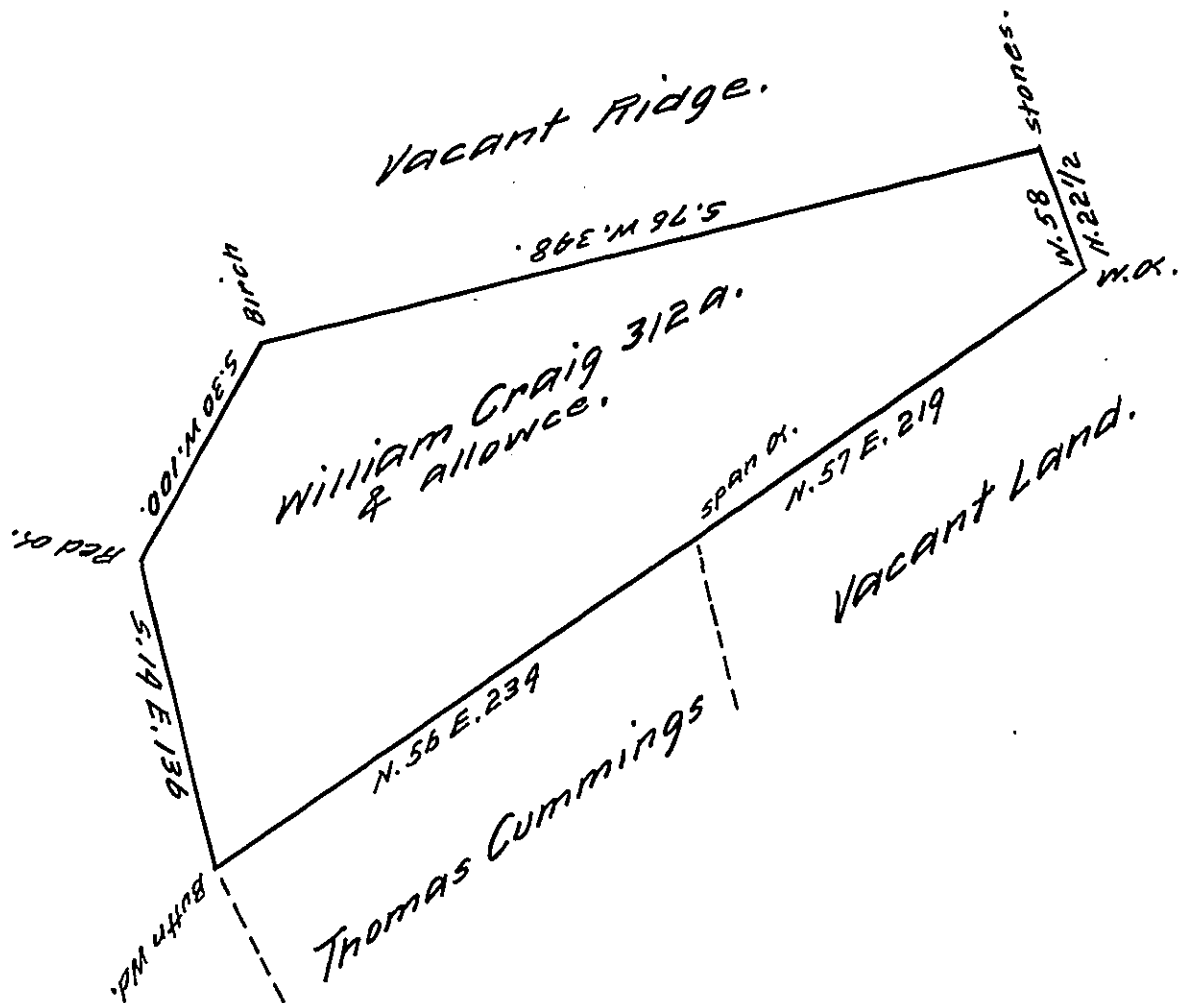 Vacant Ridge.
stones.
S. 76 W. 398.
W. 58
N. 22 1/2
W.O.
Birch
S. 30 W. 100.
William Craig 312 a.
& allowce.
Red O.
span O.
N. 57 E. 219
Vacant Land.
S. 14 E. 136
N. 56 E. 234
Thomas Cummings
Buttn Wd.